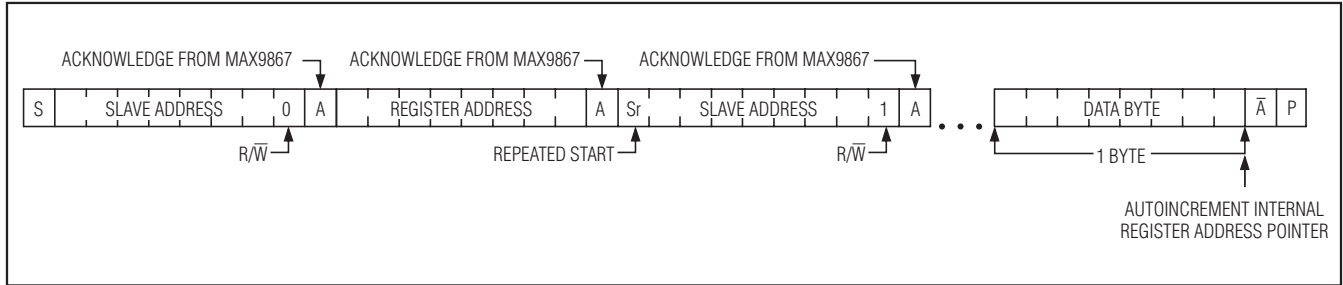 ACKNOWLEDGE FROM MAX9867 ACKNOWLEDGE FROM MAX9867 ACKNOWLEDGE FROM MAX9867
S SLAVE ADDRESS 0 A REGISTER ADDRESS A Sr SLAVE ADDRESS 1 A DATA BYTE A̅ P
R/W̅ REPEATED START R/W̅ 1 BYTE
AUTOINCREMENT INTERNAL
REGISTER ADDRESS POINTER